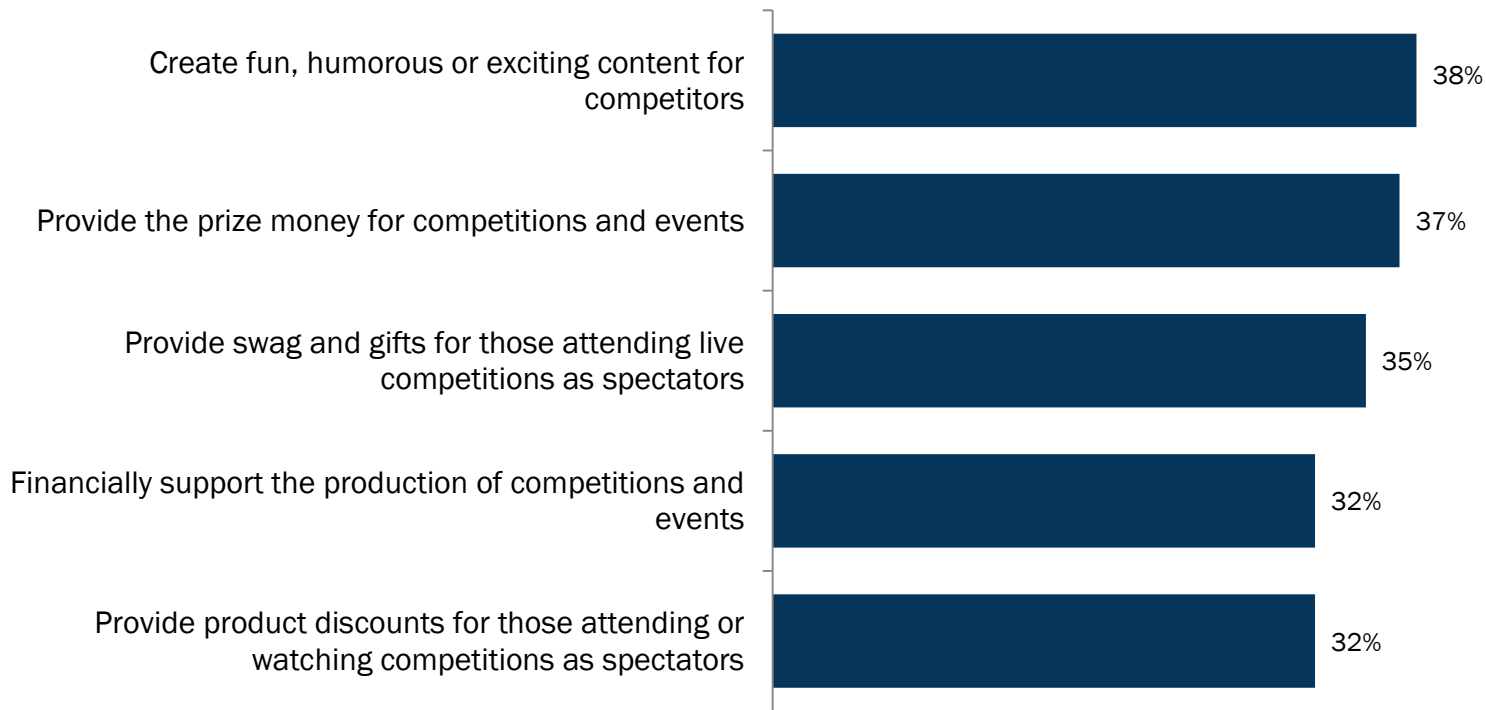 Create fun, humorous or exciting content for
competitors
38%
Provide the prize money for competitions and events
37%
Provide swag and gifts for those attending live
competitions as spectators
35%
Financially support the production of competitions and
events
32%
Provide product discounts for those attending or
watching competitions as spectators
32%